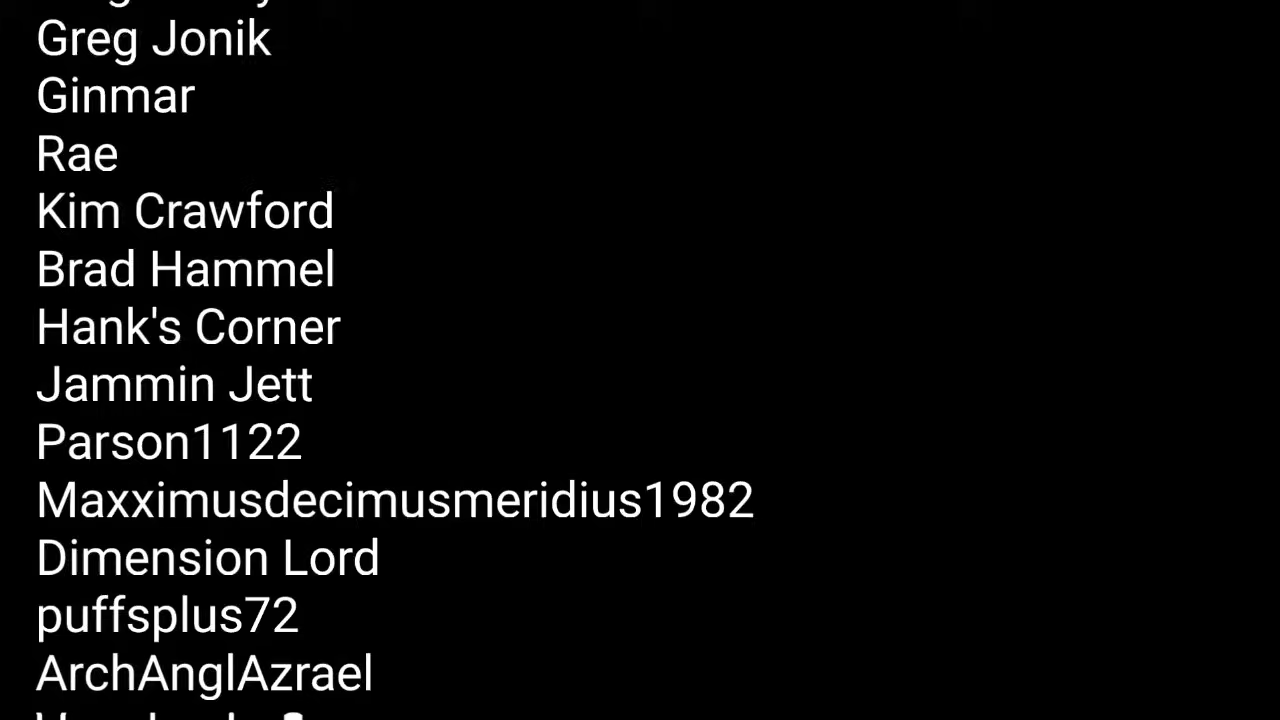 Greg Jonik
Ginmar
Rae
Kim Crawford
Brad Hammel
Hank's Corner
Jammin Jett
Parson1122
Maxximusdecimusmeridius1982
Dimension Lord
puffsplus72
ArchAnglAzrael